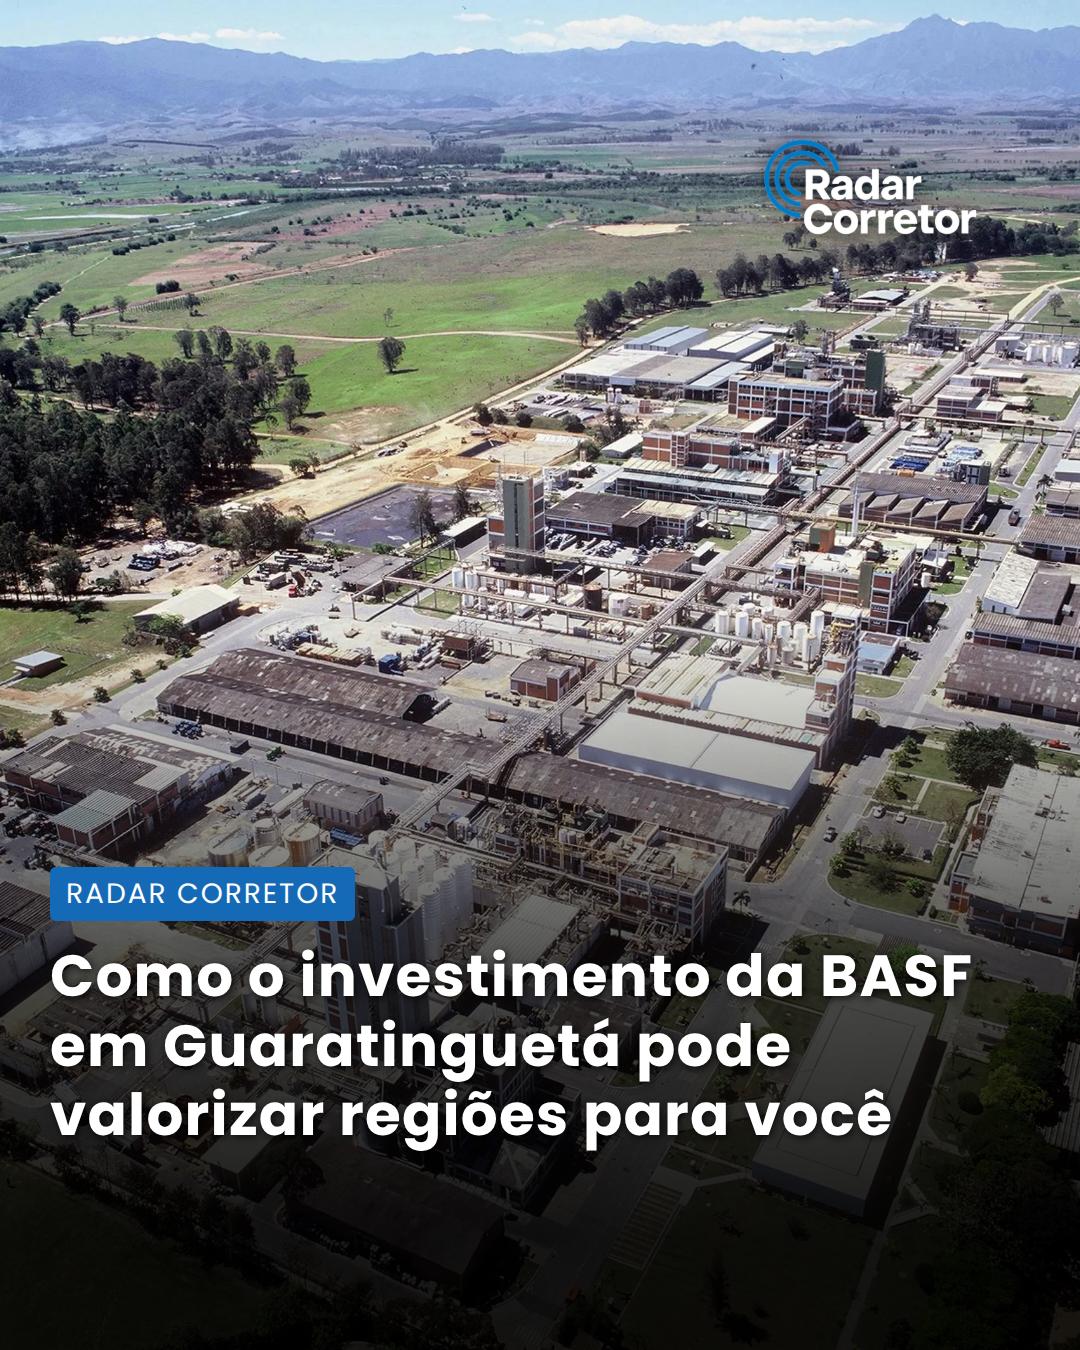 Radar
Corretor
RADAR CORRETOR
Como o investimento da BASF
em Guaratinguetá pode
valorizar regiões para você